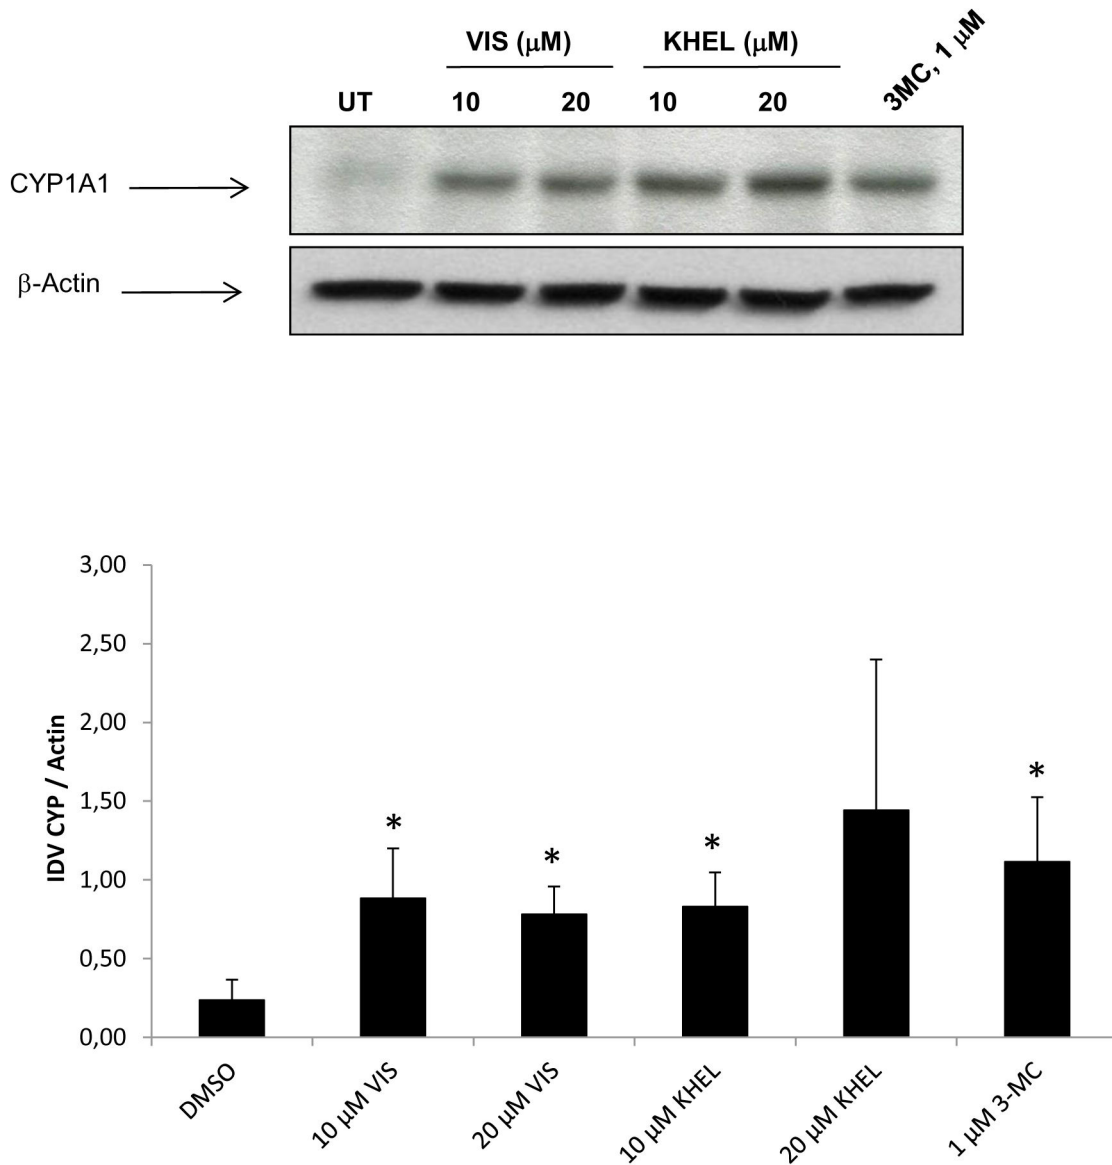 VIS (μM) KHEL (μM) 3MC, 1 μM
UT 10 20 10 20
CYP1A1
β-Actin
3,00
2,50
2,00
1,50
1,00
0,50
0,00
IDV CYP / Actin
* * * *
DMSO 10 μM VIS 20 μM VIS 10 μM KHEL 20 μM KHEL 1 μM 3-MC